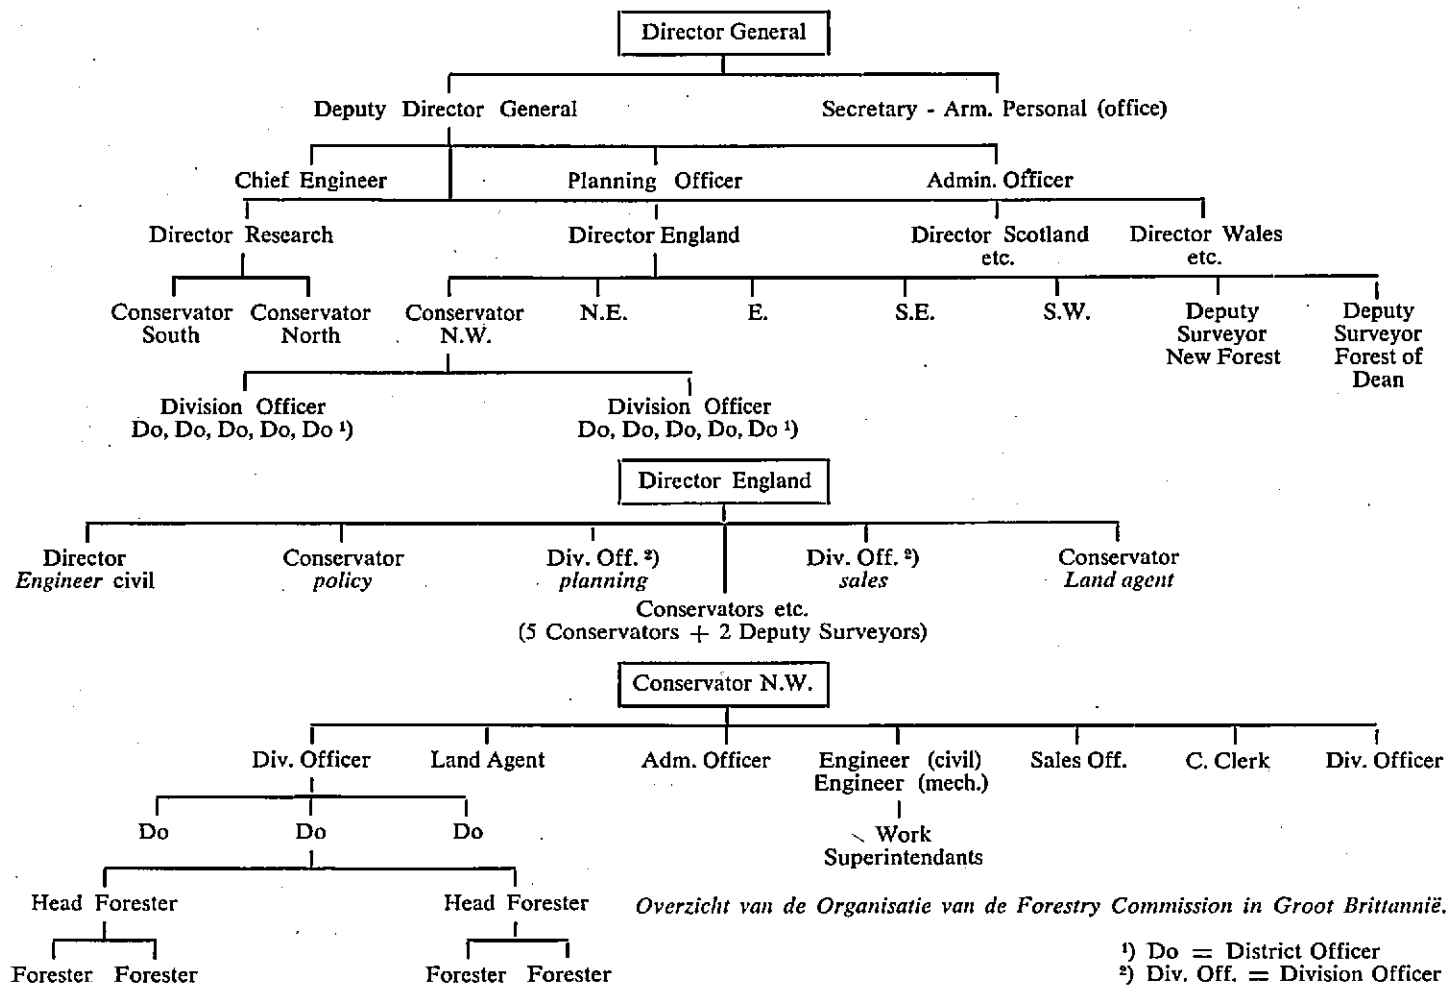 Director General
Deputy Director General Secretary - Arm. Personal (office)
Chief Engineer Planning Officer Admin. Officer
Director Research Director England Director Scotland Director Wales
etc. etc.
Conservator Conservator Conservator N.E. E. S.E. S.W. Deputy Deputy
South North N.W. Surveyor Surveyor
New Forest Forest of
Dean
Division Officer Division Officer
Do, Do, Do, Do, Do ¹) Do, Do, Do, Do, Do ¹)
Director England
Director Conservator Div. Off. ²) Div. Off. ²) Conservator
Engineer civil policy planning sales Land agent
Conservators etc.
(5 Conservators + 2 Deputy Surveyors)
Conservator N.W.
Div. Officer Land Agent Adm. Officer Engineer (civil) Sales Off. C. Clerk Div. Officer
Engineer (mech.)
Do Do Do Work
Superintendants
Head Forester Head Forester Overzicht van de Organisatie van de Forestry Commission in Groot Brittannië.
¹) Do = District Officer
Forester Forester Forester Forester ²) Div. Off. = Division Officer